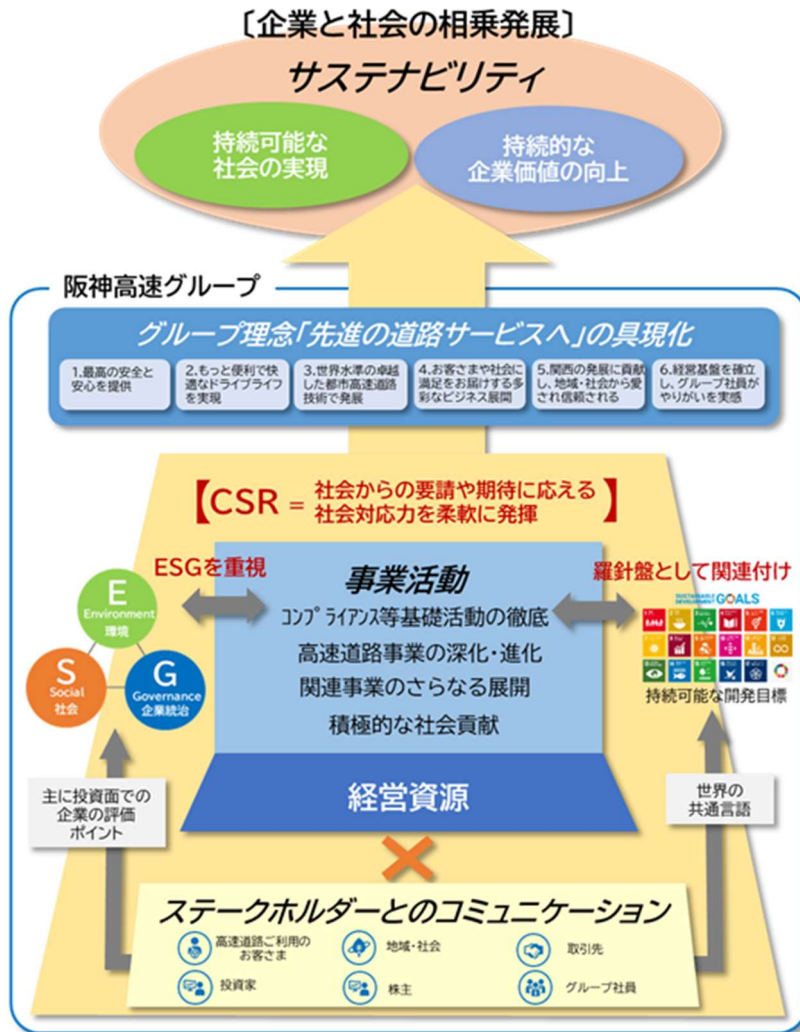 〔企業と社会の相乗発展〕
サステナビリティ
持続可能な
社会の実現
持続的な
企業価値の向上
阪神高速グループ
グループ理念「先進の道路サービスへ」の具現化
1.最高の安全と
安心を提供
2.もっと便利で快
適なドライブライフ
を実現
3.世界水準の卓越
した都市高速道路
技術で発展
4.お客さまや社会に
満足をお届けする多
彩なビジネス展開
5.関西の発展に貢献
し、地域・社会から愛
され信頼される
6.経営基盤を確立
し、グループ社員が
やりがいを実感
【CSR = 社会からの要請や期待に応える
社会対応力を柔軟に発揮】
ESGを重視
羅針盤として関連付け
事業活動
コンプライアンス等基礎活動の徹底
高速道路事業の深化・進化
関連事業のさらなる展開
積極的な社会貢献
E
Environment
環境
S
Social
社会
G
Governance
企業統治
SUSTAINABLE
DEVELOPMENT GOALS
持続可能な開発目標
経営資源
主に投資面での
企業の評価
ポイント
世界の
共通言語
ステークホルダーとのコミュニケーション
高速道路ご利用の
お客さま
地域・社会
取引先
投資家
株主
グループ社員